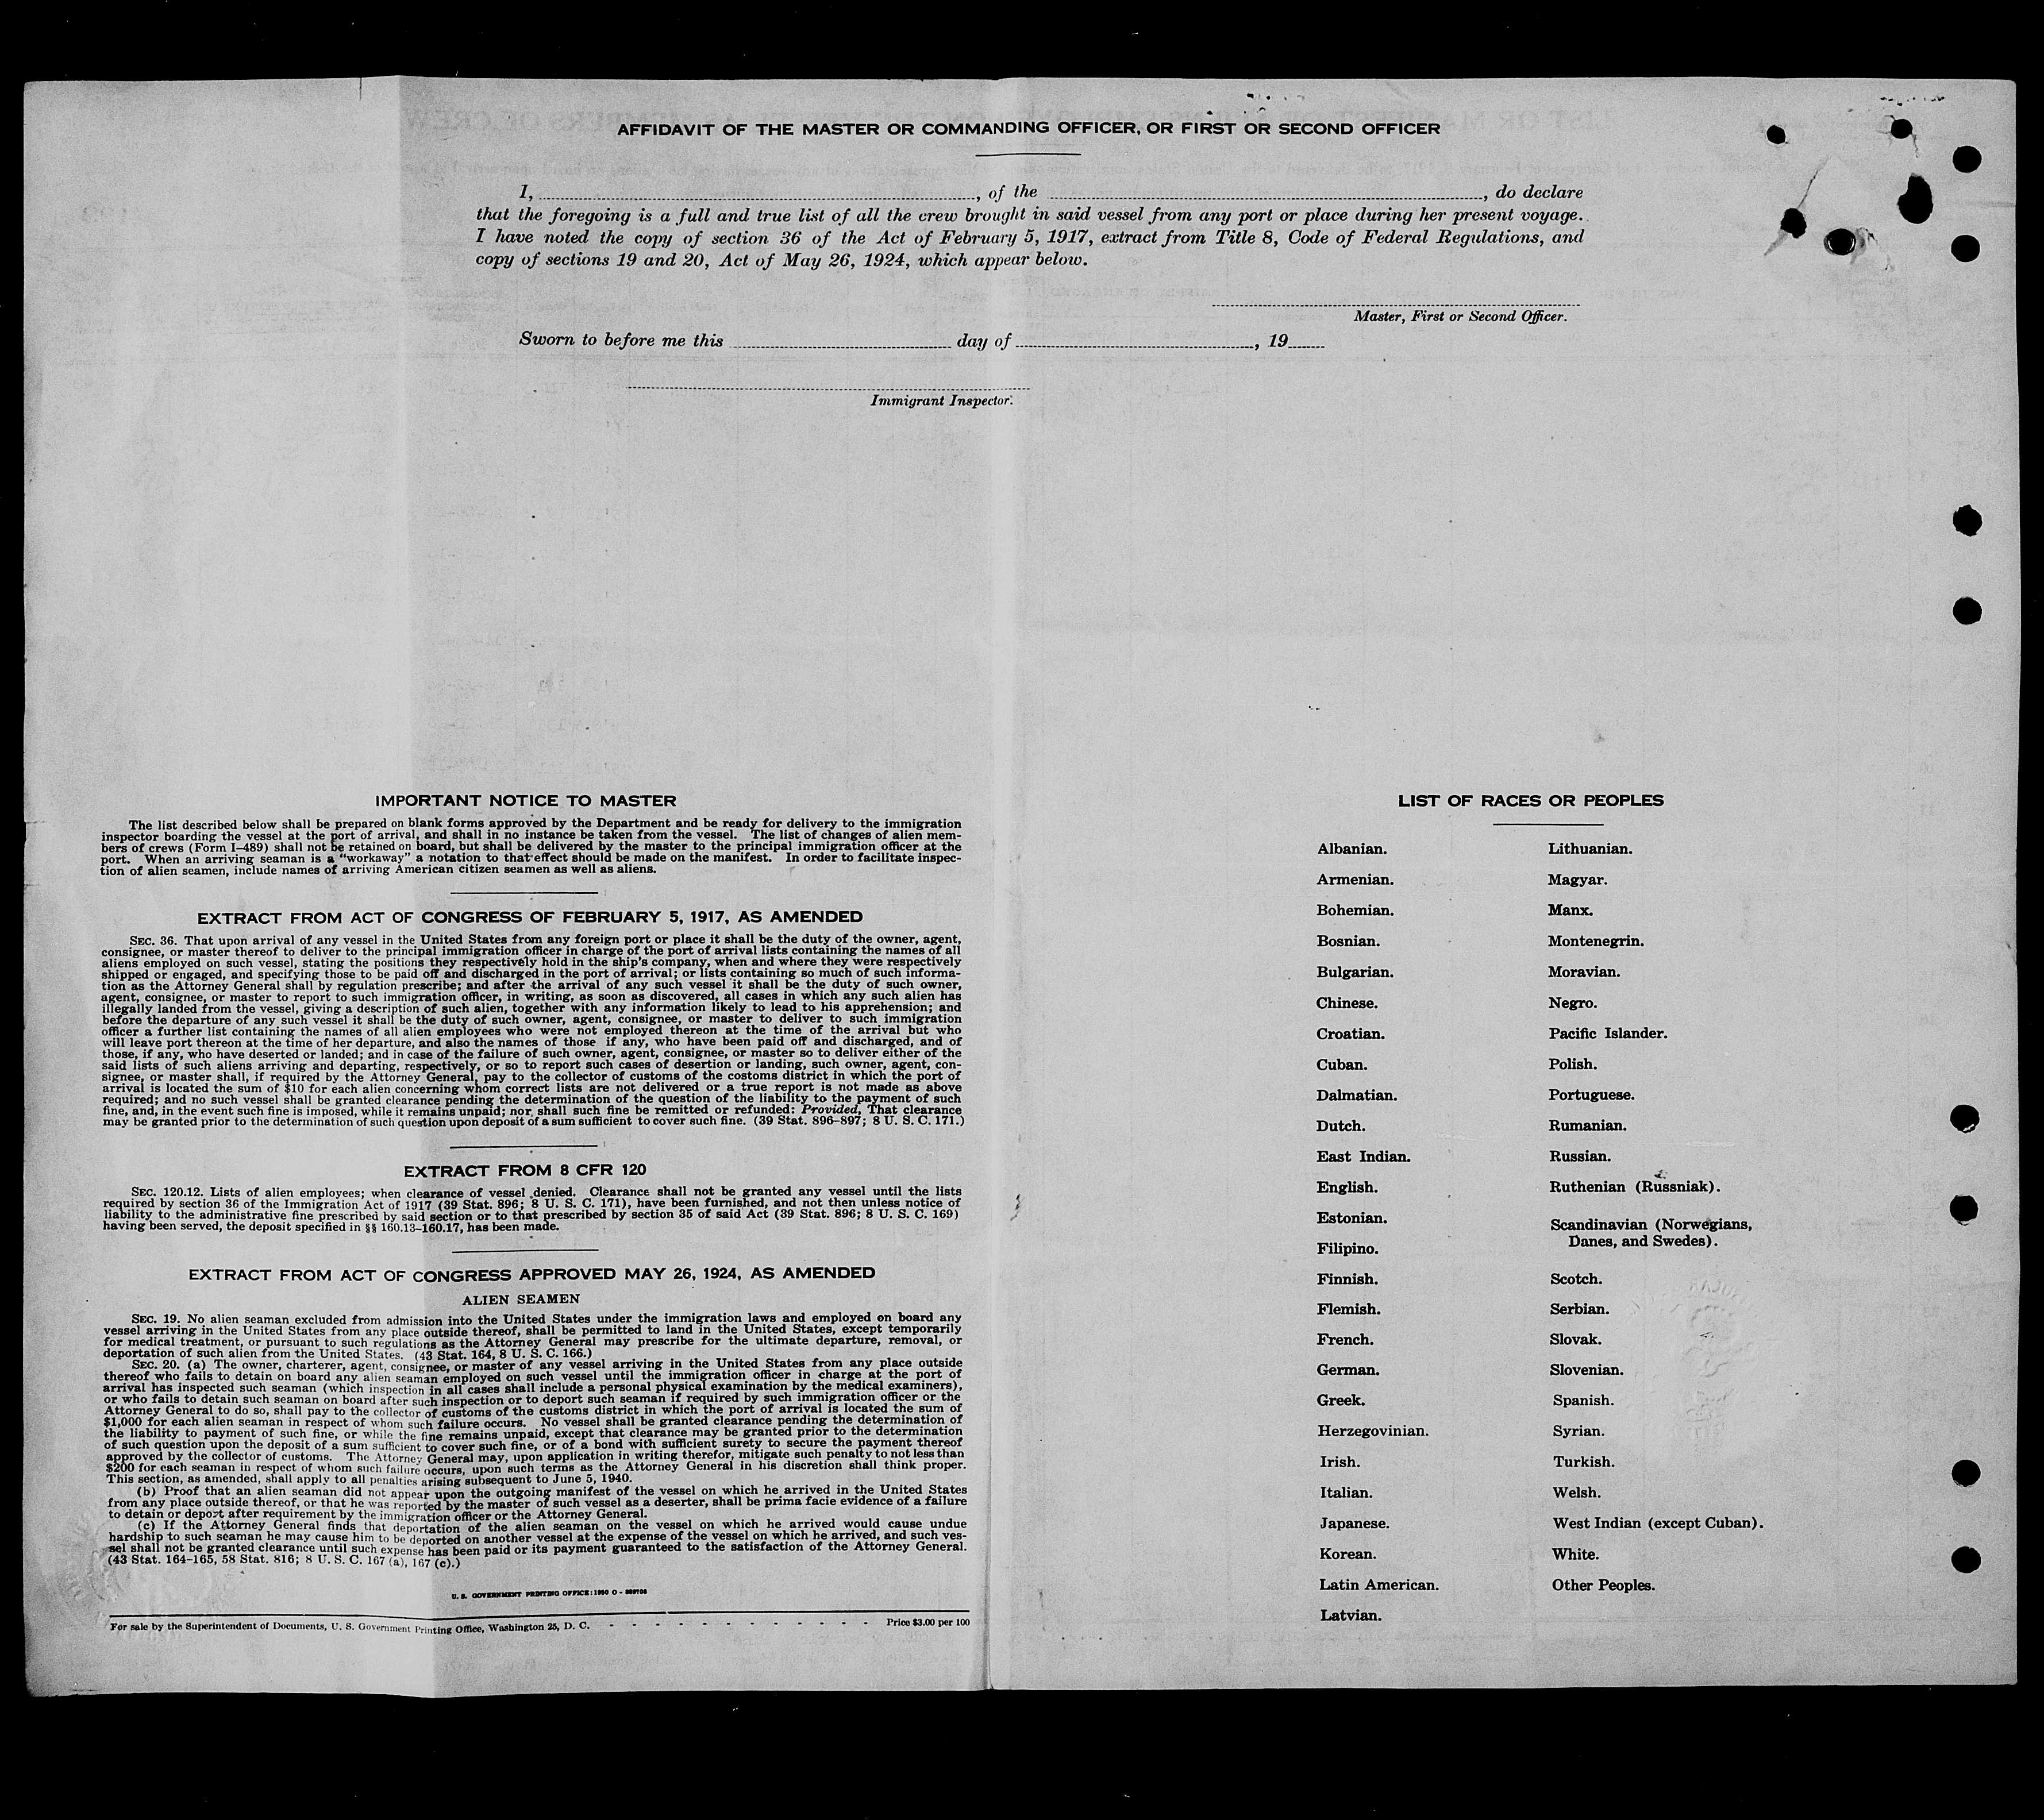 AFFIDAVIT OF THE MASTER OR COMMANDING OFFICER, OR FIRST OR SECOND OFFICER
I, , of the , do declare
that the foregoing is a full and true list of all the crew brought in said vessel from any port or place during her present voyage.
I have noted the copy of section 36 of the Act of February 5, 1917, extract from Title 8, Code of Federal Regulations, and
copy of sections 19 and 20, Act of May 26, 1924, which appear below.
Master, First or Second Officer.
Sworn to before me this day of , 19
Immigrant Inspector.
IMPORTANT NOTICE TO MASTER
The list described below shall be prepared on blank forms approved by the Department and be ready for delivery to the immigration
inspector boarding the vessel at the port of arrival, and shall in no instance be taken from the vessel. The list of changes of alien mem-
bers of crews (Form I–489) shall not be retained on board, but shall be delivered by the master to the principal immigration officer at the
port. When an arriving seaman is a "workaway" a notation to that effect should be made on the manifest. In order to facilitate inspec-
tion of alien seamen, include names of arriving American citizen seamen as well as aliens.
EXTRACT FROM ACT OF CONGRESS OF FEBRUARY 5, 1917, AS AMENDED
SEC. 36. That upon arrival of any vessel in the United States from any foreign port or place it shall be the duty of the owner, agent,
consignee, or master thereof to deliver to the principal immigration officer in charge of the port of arrival lists containing the names of all
aliens employed on such vessel, stating the positions they respectively hold in the ship's company, when and where they were respectively
shipped or engaged, and specifying those to be paid off and discharged in the port of arrival; or lists containing so much of such informa-
tion as the Attorney General shall by regulation prescribe; and after the arrival of any such vessel it shall be the duty of such owner,
agent, consignee, or master to report to such immigration officer, in writing, as soon as discovered, all cases in which any such alien has
illegally landed from the vessel, giving a description of such alien, together with any information likely to lead to his apprehension; and
before the departure of any such vessel it shall be the duty of such owner, agent, consignee, or master to deliver to such immigration
officer a further list containing the names of all alien employees who were not employed thereon at the time of the arrival but who
will leave port thereon at the time of her departure, and also the names of those if any, who have been paid off and discharged, and of
those, if any, who have deserted or landed; and in case of the failure of such owner, agent, consignee, or master so to deliver either of the
said lists of such aliens arriving and departing, respectively, or so to report such cases of desertion or landing, such owner, agent, con-
signee, or master shall, if required by the Attorney General, pay to the collector of customs of the costoms district in which the port of
arrival is located the sum of $10 for each alien concerning whom correct lists are not delivered or a true report is not made as above
required; and no such vessel shall be granted clearance pending the determination of the question of the liability to the payment of such
fine, and, in the event such fine is imposed, while it remains unpaid; nor shall such fine be remitted or refunded: Provided, That clearance
may be granted prior to the determination of such question upon deposit of a sum sufficient to cover such fine. (39 Stat. 896–897; 8 U. S. C. 171.)
EXTRACT FROM 8 CFR 120
SEC. 120.12. Lists of alien employees; when clearance of vessel denied. Clearance shall not be granted any vessel until the lists
required by section 36 of the Immigration Act of 1917 (39 Stat. 896; 8 U. S. C. 171), have been furnished, and not then unless notice of
liability to the administrative fine prescribed by said section or to that prescribed by section 35 of said Act (39 Stat. 896; 8 U. S. C. 169)
having been served, the deposit specified in §§ 160.13–160.17, has been made.
EXTRACT FROM ACT OF CONGRESS APPROVED MAY 26, 1924, AS AMENDED
ALIEN SEAMEN
SEC. 19. No alien seaman excluded from admission into the United States under the immigration laws and employed on board any
vessel arriving in the United States from any place outside thereof, shall be permitted to land in the United States, except temporarily
for medical treatment, or pursuant to such regulations as the Attorney General may prescribe for the ultimate departure, removal, or
deportation of such alien from the United States. (43 Stat. 164, 8 U. S. C. 166.)
SEC. 20. (a) The owner, charterer, agent, consignee, or master of any vessel arriving in the United States from any place outside
thereof who fails to detain on board any alien seaman employed on such vessel until the immigration officer in charge at the port of
arrival has inspected such seaman (which inspection in all cases shall include a personal physical examination by the medical examiners),
or who fails to detain such seaman on board after such inspection or to deport such seaman if required by such immigration officer or the
Attorney General to do so, shall pay to the collector of customs of the customs district in which the port of arrival is located the sum of
$1,000 for each alien seaman in respect of whom such failure occurs. No vessel shall be granted clearance pending the determination of
the liability to payment of such fine, or while the fine remains unpaid, except that clearance may be granted prior to the determination
of such question upon the deposit of a sum sufficient to cover such fine, or of a bond with sufficient surety to secure the payment thereof
approved by the collector of customs. The Attorney General may, upon application in writing therefor, mitigate such penalty to not less than
$200 for each seaman in respect of whom such failure occurs, upon such terms as the Attorney General in his discretion shall think proper.
This section, as amended, shall apply to all penalties arising subsequent to June 5, 1940.
(b) Proof that an alien seaman did not appear upon the outgoing manifest of the vessel on which he arrived in the United States
from any place outside thereof, or that he was reported by the master of such vessel as a deserter, shall be prima facie evidence of a failure
to detain or deport after requirement by the immigration officer or the Attorney General.
(c) If the Attorney General finds that deportation of the alien seaman on the vessel on which he arrived would cause undue
hardship to such seaman he may cause him to be deported on another vessel at the expense of the vessel on which he arrived, and such ves-
sel shall not be granted clearance until such expense has been paid or its payment guaranteed to the satisfaction of the Attorney General.
(43 Stat. 164–165, 58 Stat. 816; 8 U. S. C. 167 (a), 167 (c).)
U. S. GOVERNMENT PRINTING OFFICE: 1950 O -
For sale by the Superintendent of Documents, U. S. Government Printing Office, Washington 25, D. C. - - - - - - - - - - - - Price $3.00 per 100
LIST OF RACES OR PEOPLES
Albanian.
Armenian.
Bohemian.
Bosnian.
Bulgarian.
Chinese.
Croatian.
Cuban.
Dalmatian.
Dutch.
East Indian.
English.
Estonian.
Filipino.
Finnish.
Flemish.
French.
German.
Greek.
Herzegovinian.
Irish.
Italian.
Japanese.
Korean.
Latin American.
Latvian.
Lithuanian.
Magyar.
Manx.
Montenegrin.
Moravian.
Negro.
Pacific Islander.
Polish.
Portuguese.
Rumanian.
Russian.
Ruthenian (Russniak).
Scandinavian (Norwegians,
Danes, and Swedes).
Scotch.
Serbian.
Slovak.
Slovenian.
Spanish.
Syrian.
Turkish.
Welsh.
West Indian (except Cuban).
White.
Other Peoples.